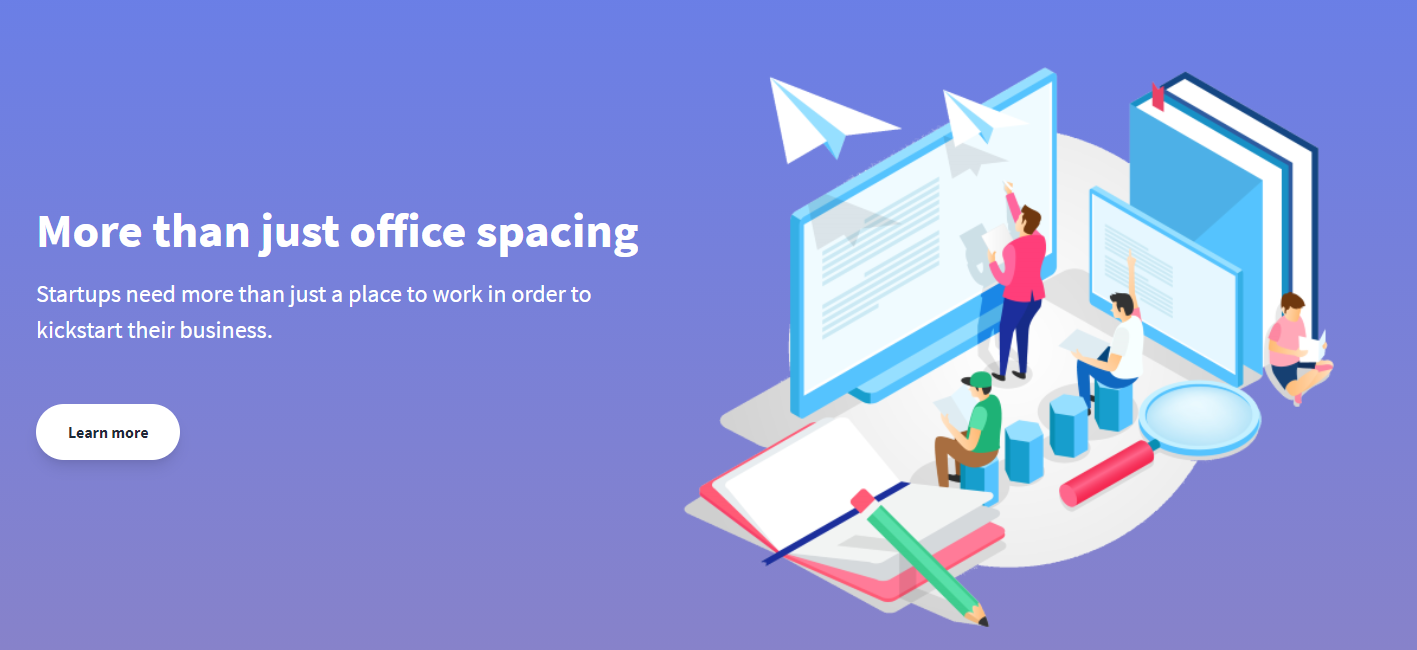 More than just office spacing
Startups need more than just a place to work in order to
kickstart their business.
Learn more